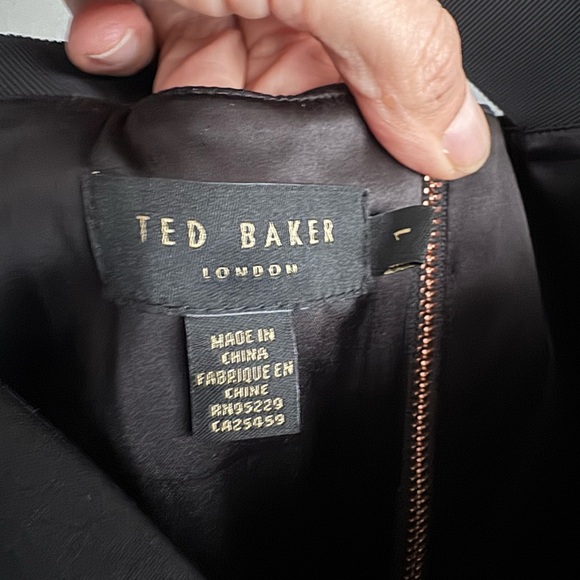 TED BAKER
LONDON
MADE IN
CHINA
FABRIQUE EN
CHINE
RN95229
CA25459